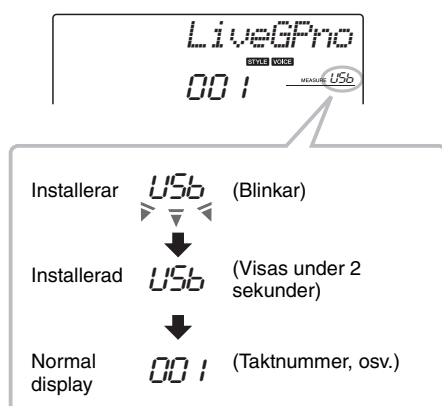 LiveGPno
STYLE VOICE
001 MEASURE USb
Installerar USb (Blinkar)
Installerad USb (Visas under 2 sekunder)
Normal display 001 (Taktnummer, osv.)